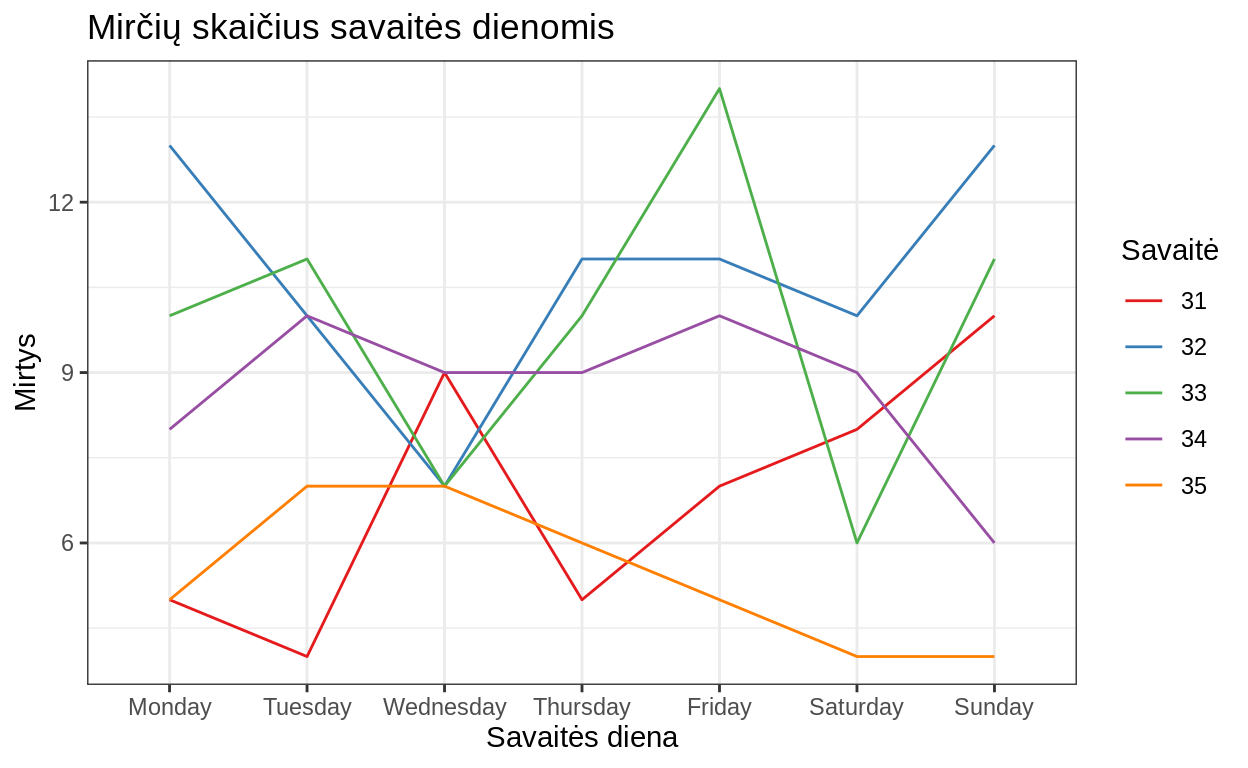 Mirčių skaičius savaitės dienomis
Mirtys
12
9
6
Monday Tuesday Wednesday Thursday Friday Saturday Sunday
Savaitės diena
Savaitė
31
32
33
34
35